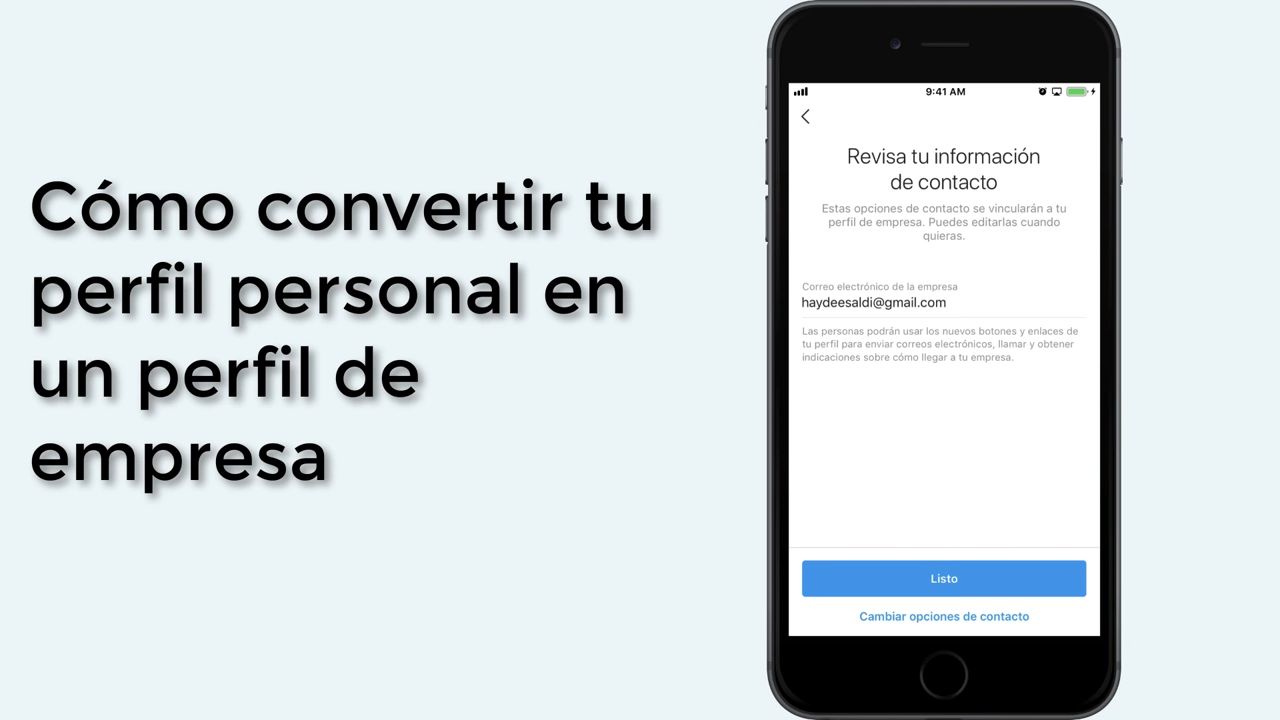 Cómo convertir tu
perfil personal en
un perfil de
empresa
9:41 AM
Revisa tu información
de contacto
Estas opciones de contacto se vincularán a tu
perfil de empresa. Puedes editarlas cuando
quieras.
Correo electrónico de la empresa
haydeesaldi@gmail.com
Las personas podrán usar los nuevos botones y enlaces de
tu perfil para enviar correos electrónicos, llamar y obtener
indicaciones sobre cómo llegar a tu empresa.
Listo
Cambiar opciones de contacto